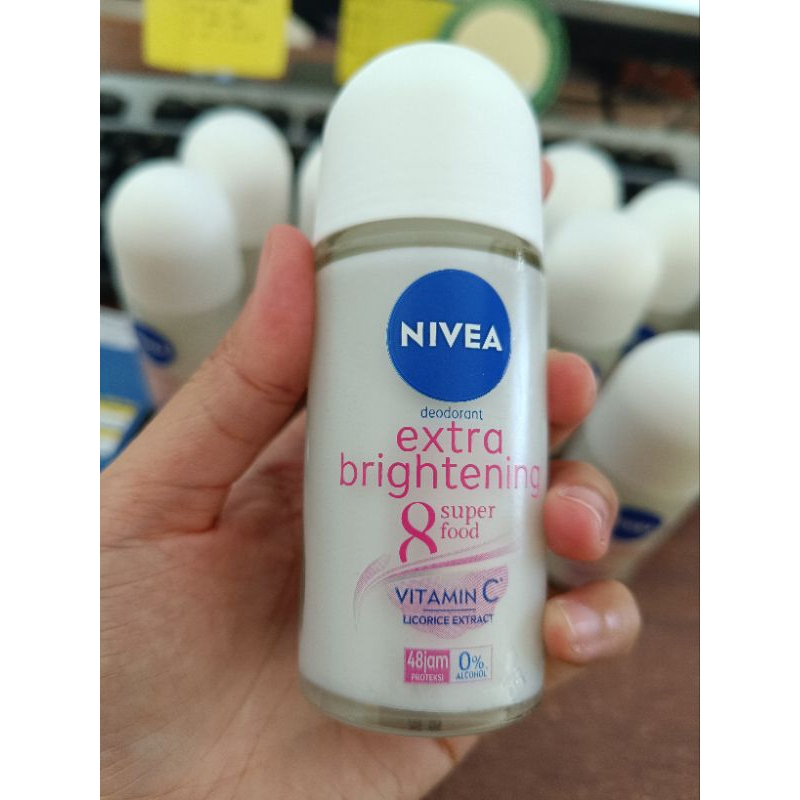 NIVEA
deodorant
extra
brightening
8 super
food
VITAMIN C
LICORICE EXTRACT
48jam
PROTEKSI
0%
ALCOHOL